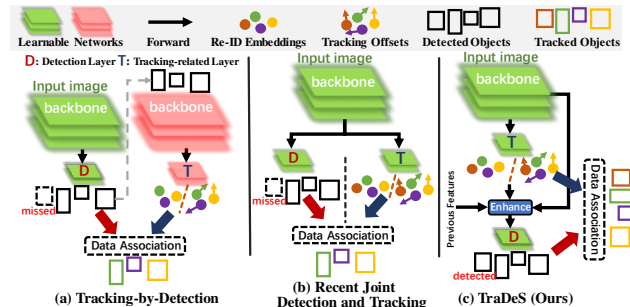 Learnable Networks Forward Re-ID Embeddings Tracking Offsets Detected Objects Tracked Objects
D: Detection Layer T: Tracking-related Layer
Input image
backbone
backbone
D
T
missed
Data Association
(a) Tracking-by-Detection
Input image
backbone
D
T
missed
Data Association
(b) Recent Joint
Detection and Tracking
Input image
backbone
T
Previous Features
Enhance
D
detected
Data Association
(c) TraDeS (Ours)